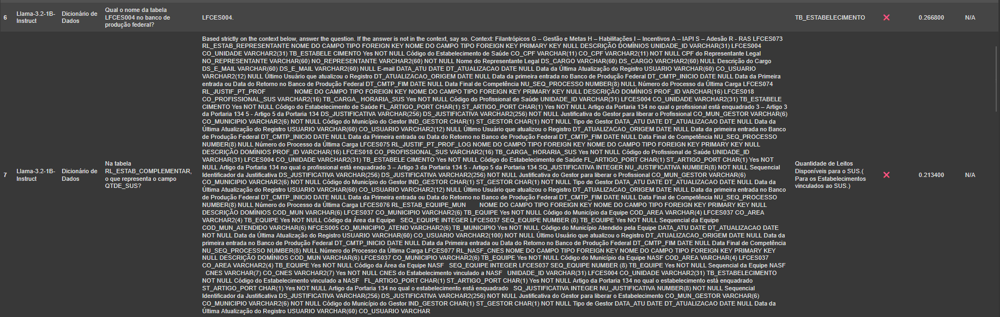 6
Llama-3.2-1B-
Instruct
Dicionário de
Dados
Qual o nome da tabela
LFCES004 no banco de
produção federal?
LFCES004.
TB_ESTABELECIMENTO
❌
0.266800
N/A
7
Llama-3.2-1B-
Instruct
Dicionário de
Dados
Na tabela
RL_ESTAB_COMPLEMENTAR,
o que representa o campo
QTDE_SUS?
Based strictly on the context below, answer the question. If the answer is not in the context, say so. Context: Filantrópicos G – Gestão e Metas H – Habilitações I – Incentivos A – IAPI S – Adesão R - RAS LFCES073
RL_ESTAB_REPRESENTANTE NOME DO CAMPO TIPO FOREIGN KEY NOME DO CAMPO TIPO FOREIGN KEY PRIMARY KEY NULL DESCRIÇÃO DOMÍNIOS UNIDADE_ID VARCHAR(31) LFCES004
CO_UNIDADE VARCHAR2(31) TB_ESTABELE CIMENTO Yes NOT NULL Código do Estabelecimento de Saúde CO_CPF VARCHAR(11) CO_CPF VARCHAR2(11) NOT NULL CPF do Representante Legal
NO_REPRESENTANTE VARCHAR(60) NO_REPRESENTANTE VARCHAR2(60) NOT NULL Nome do Representante Legal DS_CARGO VARCHAR(60) DS_CARGO VARCHAR2(60) NULL Descrição do Cargo
DS_E_MAIL VARCHAR(60) DS_E_MAIL VARCHAR2(60) NULL E-mail DATA_ATU DATE DT_ATUALIZACAO DATE NULL Data da Última Atualização do Registro USUARIO VARCHAR(60) CO_USUARIO
VARCHAR2(12) NULL Último Usuário que atualizou o Registro DT_ATUALIZACAO_ORIGEM DATE NULL Data da primeira entrada no Banco de Produção Federal DT_CMTP_INICIO DATE NULL Data da Primeira
entrada ou Data do Retorno no Banco de Produção Federal DT_CMTP_FIM DATE NULL Data Final de Competência NU_SEQ_PROCESSO NUMBER(8) NULL Número do Processo da Última Carga LFCES074
RL_JUSTIF_PT_PROF NOME DO CAMPO TIPO FOREIGN KEY NOME DO CAMPO TIPO FOREIGN KEY PRIMARY KEY NULL DESCRIÇÃO DOMÍNIOS PROF_ID VARCHAR(16) LFCES018
CO_PROFISSIONAL_SUS VARCHAR2(16) TB_CARGA_ HORARIA_SUS Yes NOT NULL Código do Profissional de Saúde UNIDADE_ID VARCHAR(31) LFCES004 CO_UNIDADE VARCHAR2(31) TB_ESTABELE
CIMENTO Yes NOT NULL Código do Estabelecimento de Saúde FL_ARTIGO_PORT CHAR(1) ST_ARTIGO_PORT CHAR(1) Yes NOT NULL Artigo da Portaria 134 no qual o profissional está enquadrado 3 – Artigo 3
da Portaria 134 5 - Artigo 5 da Portaria 134 DS_JUSTIFICATIVA VARCHAR(256) DS_JUSTIFICATIVA VARCHAR2(256) NOT NULL Justificativa do Gestor para liberar o Profissional CO_MUN_GESTOR VARCHAR(6)
CO_MUNICIPIO VARCHAR2(6) NOT NULL Código do Município do Gestor IND_GESTOR CHAR(1) ST_GESTOR CHAR(1) NOT NULL Tipo de Gestor DATA_ATU DATE DT_ATUALIZACAO DATE NOT NULL Data da
Última Atualização do Registro USUARIO VARCHAR(60) CO_USUARIO VARCHAR2(12) NULL Último Usuário que atualizou o Registro DT_ATUALIZACAO_ORIGEM DATE NULL Data da primeira entrada no Banco
de Produção Federal DT_CMTP_INICIO DATE NULL Data da Primeira entrada ou Data do Retorno no Banco de Produção Federal DT_CMTP_FIM DATE NULL Data Final de Competência NU_SEQ_PROCESSO
NUMBER(8) NULL Número do Processo da Última Carga LFCES075 RL_JUSTIF_PT_PROF_LOG NOME DO CAMPO TIPO FOREIGN KEY NOME DO CAMPO TIPO FOREIGN KEY PRIMARY KEY NULL
DESCRIÇÃO DOMÍNIOS PROF_ID VARCHAR(16) LFCES018 CO_PROFISSIONAL_SUS VARCHAR2(16) TB_CARGA_ HORARIA_SUS Yes NOT NULL Código do Profissional de Saúde UNIDADE_ID
VARCHAR(31) LFCES004 CO_UNIDADE VARCHAR2(31) TB_ESTABELE CIMENTO Yes NOT NULL Código do Estabelecimento de Saúde FL_ARTIGO_PORT CHAR(1) ST_ARTIGO_PORT CHAR(1) Yes NOT
NULL Artigo da Portaria 134 no qual o profissional está enquadrado 3 – Artigo 3 da Portaria 134 5 - Artigo 5 da Portaria 134 SQ_JUSTIFICATIVA INTEGER NU_JUSTIFICATIVA NUMBER(8) NOT NULL Sequencial
Identificador da Justificativa DS_JUSTIFICATIVA VARCHAR(256) DS_JUSTIFICATIVA VARCHAR2(256) NOT NULL Justificativa do Gestor para liberar o Profissional CO_MUN_GESTOR VARCHAR(6)
CO_MUNICIPIO VARCHAR2(6) NOT NULL Código do Município do Gestor IND_GESTOR CHAR(1) ST_GESTOR CHAR(1) NOT NULL Tipo de Gestor DATA_ATU DATE DT_ATUALIZACAO DATE NOT NULL Data da
Última Atualização do Registro USUARIO VARCHAR(60) CO_USUARIO VARCHAR2(12) NULL Último Usuário que atualizou o Registro DT_ATUALIZACAO_ORIGEM DATE NULL Data da primeira entrada no Banco
de Produção Federal DT_CMTP_INICIO DATE NULL Data da Primeira entrada ou Data do Retorno no Banco de Produção Federal DT_CMTP_FIM DATE NULL Data Final de Competência NU_SEQ_PROCESSO
NUMBER(8) NULL Número do Processo da Última Carga LFCES076 RL_ESTAB_EQUIPE_MUN NOME DO CAMPO TIPO FOREIGN KEY NOME DO CAMPO TIPO FOREIGN KEY PRIMARY KEY NULL
DESCRIÇÃO DOMÍNIOS COD_MUN VARCHAR(6) LFCES037 CO_MUNICIPIO VARCHAR2(6) TB_EQUIPE Yes NOT NULL Código do Município da Equipe COD_AREA VARCHAR(4) LFCES037 CO_AREA
VARCHAR2(4) TB_EQUIPE Yes NOT NULL Código da Área da Equipe SEQ_EQUIPE INTEGER LFCES037 SEQ_EQUIPE NUMBER (8) TB_EQUIPE Yes NOT NULL Sequencial da Equipe
COD_MUN_ATENDIDO VARCHAR(6) NFCES005 CO_MUNICIPIO_ATEND VARCHAR2(6) TB_MUNICIPIO Yes NOT NULL Código do Município Atendido pela Equipe DATA_ATU DATE DT_ATUALIZACAO DATE
NOT NULL Data da Última Atualização do Registro USUARIO VARCHAR(60) CO_USUARIO VARCHAR2(100) NOT NULL Último Usuário que atualizou o Registro DT_ATUALIZACAO_ORIGEM DATE NULL Data da
primeira entrada no Banco de Produção Federal DT_CMTP_INICIO DATE NULL Data da Primeira entrada ou Data do Retorno no Banco de Produção Federal DT_CMTP_FIM DATE NULL Data Final de Competência
NU_SEQ_PROCESSO NUMBER(8) NULL Número do Processo da Última Carga LFCES077 RL_NASF_CNES NOME DO CAMPO TIPO FOREIGN KEY NOME DO CAMPO TIPO FOREIGN KEY PRIMARY KEY
NULL DESCRIÇÃO DOMÍNIOS COD_MUN VARCHAR(6) LFCES037 CO_MUNICIPIO VARCHAR2(6) TB_EQUIPE Yes NOT NULL Código do Município da Equipe NASF COD_AREA VARCHAR(4) LFCES037
CO_AREA VARCHAR2(4) TB_EQUIPE Yes NOT NULL Código da Área da Equipe NASF SEQ_EQUIPE INTEGER LFCES037 SEQ_EQUIPE NUMBER (8) TB_EQUIPE Yes NOT NULL Sequencial da Equipe NASF
CNES VARCHAR(7) CO_CNES VARCHAR2(7) Yes NOT NULL CNES do Estabelecimento vinculado a NASF UNIDADE_ID VARCHAR(31) LFCES004 CO_UNIDADE VARCHAR2(31) TB_ESTABELECIMENTO
NOT NULL Código do Estabelecimento vinculado a NASF FL_ARTIGO_PORT CHAR(1) ST_ARTIGO_PORT CHAR(1) Yes NOT NULL Artigo da Portaria 134 no qual o estabelecimento está enquadrado
ST_ARTIGO_PORT CHAR(1) Yes NOT NULL Artigo da Portaria 134 no qual o estabelecimento está enquadrado SQ_JUSTIFICATIVA INTEGER NU_JUSTIFICATIVA NUMBER(8) NOT NULL Sequencial
Identificador da Justificativa DS_JUSTIFICATIVA VARCHAR(256) DS_JUSTIFICATIVA VARCHAR2(256) NOT NULL Justificativa do Gestor para liberar o Estabelecimento CO_MUN_GESTOR VARCHAR(6)
CO_MUNICIPIO VARCHAR2(6) NOT NULL Código do Município do Gestor IND_GESTOR CHAR(1) ST_GESTOR CHAR(1) NOT NULL Tipo de Gestor DATA_ATU DATE DT_ATUALIZACAO DATE NULL Data da
Última Atualização do Registro USUARIO VARCHAR(60) CO_USUARIO VARCHAR
Quantidade de Leitos
Disponíveis para o SUS.(
Para os Estabelecimentos
vinculados ao SUS.)
❌
0.213400
N/A